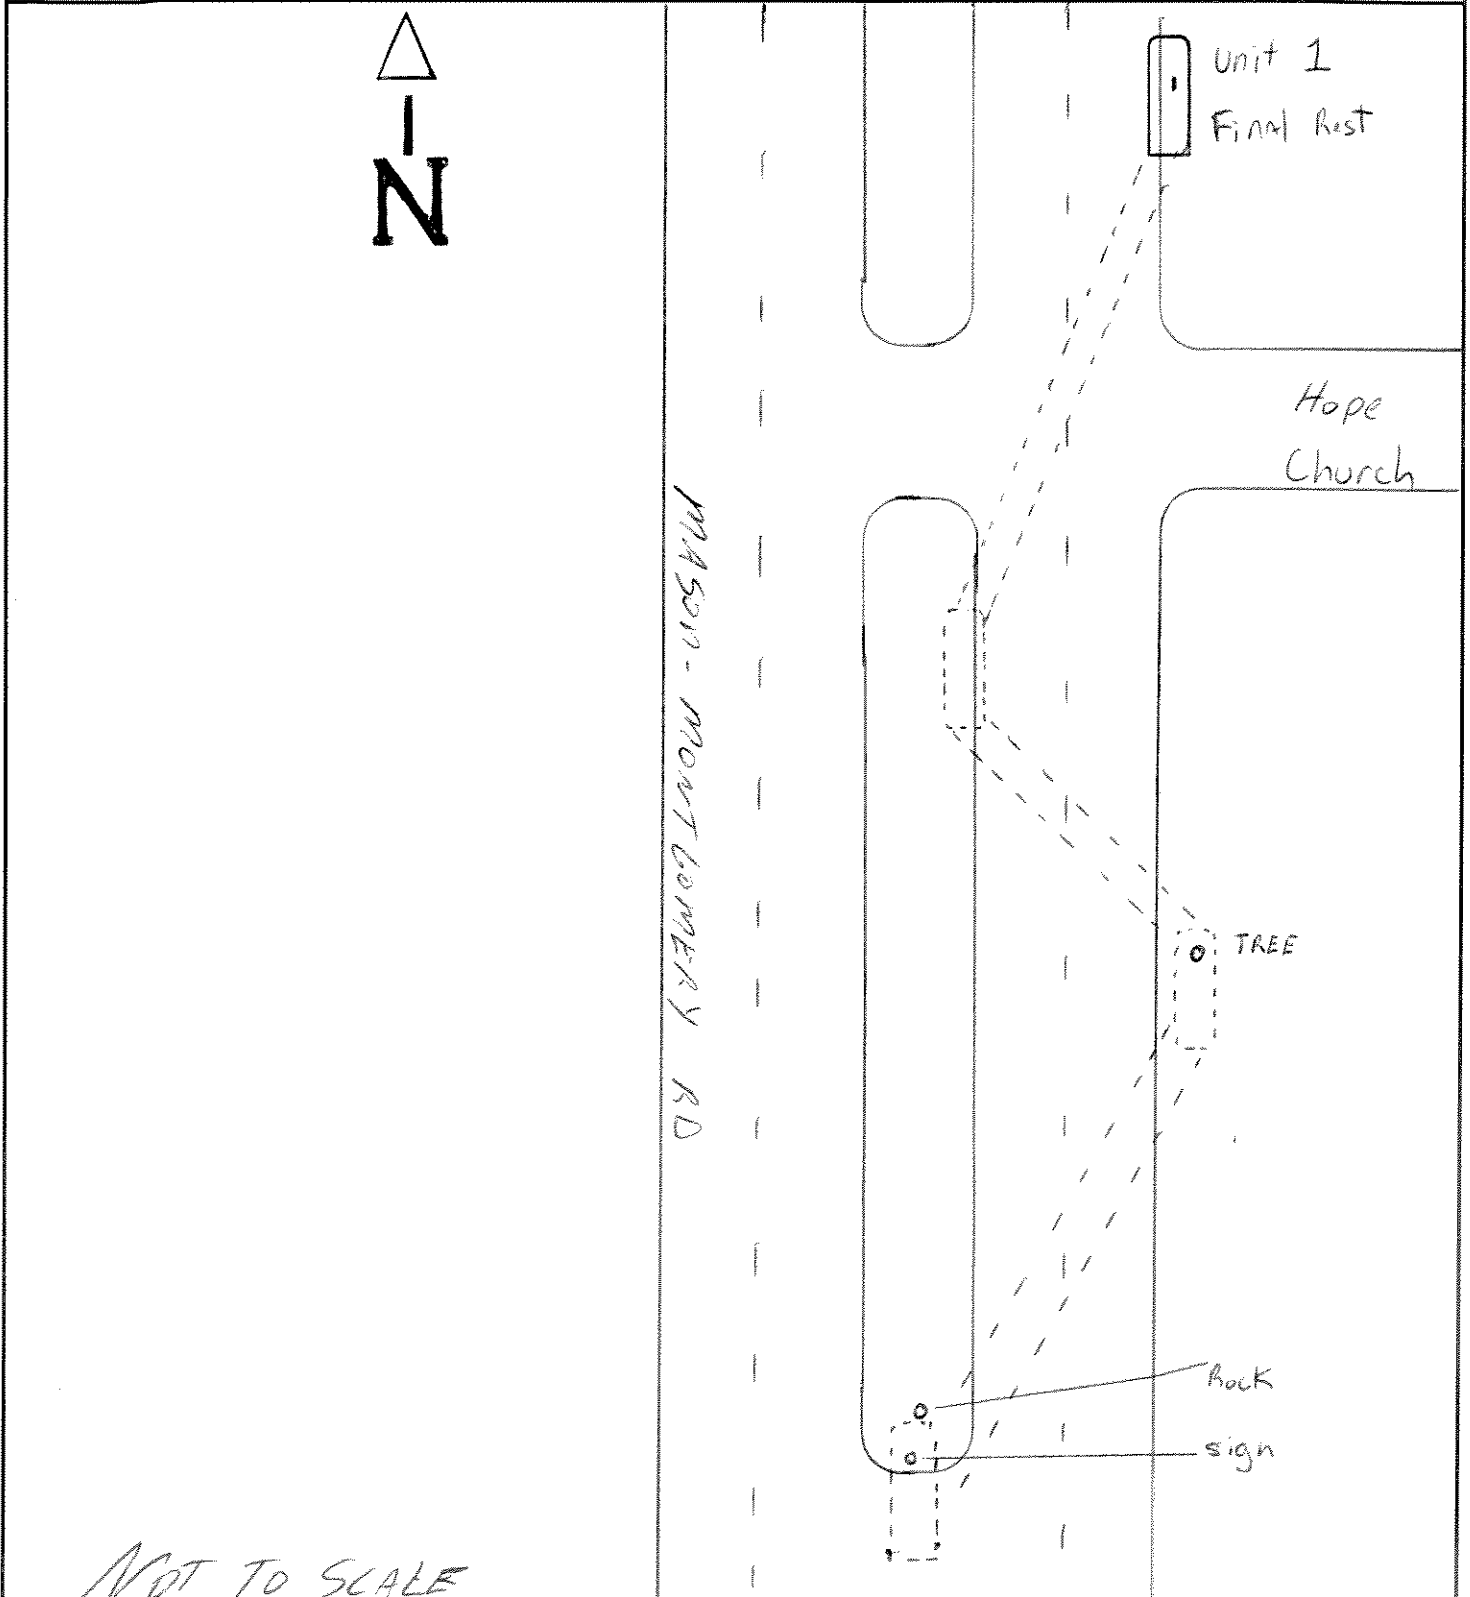 N
Unit 1
Final Rest
Hope
Church
MASON-MONTGOMERY RD
TREE
Rock
sign
NOT TO SCALE